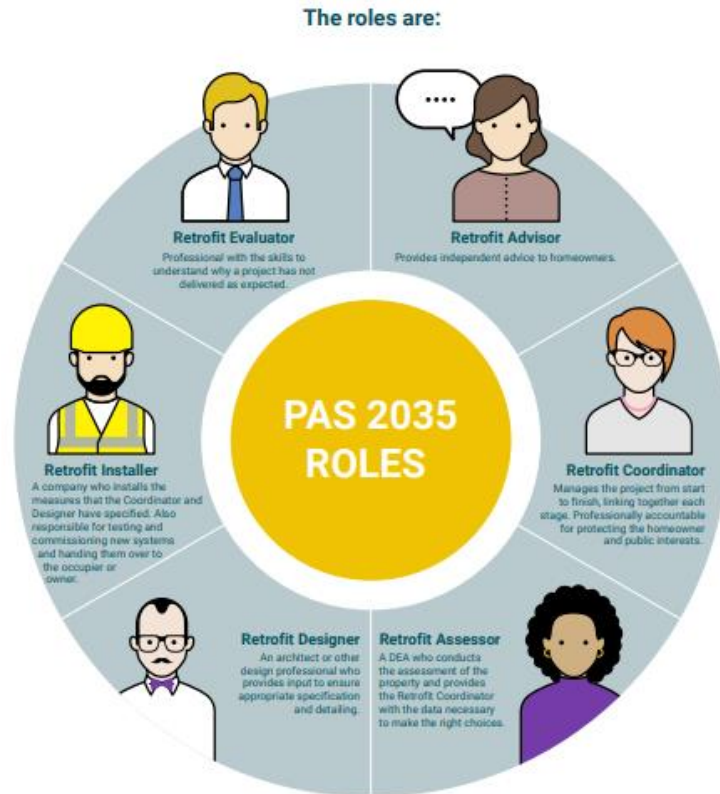 The roles are:
....
Retrofit Evaluator
Professional with the skills to
understand why a project has not
delivered as expected.
Retrofit Advisor
Provides independent advice to homeowners.
Retrofit Coordinator
Manages the project from start
to finish, linking together each
stage. Professionally accountable
for protecting the homeowner
and public interests.
Retrofit Assessor
A DEA who conducts
the assessment of the
property and provides
the Retrofit Coordinator
with the data necessary
to make the right choices.
Retrofit Designer
An architect or other
design professional who
provides input to ensure
appropriate specification
and detailing.
Retrofit Installer
A company who installs the
measures that the Coordinator and
Designer have specified. Also
responsible for testing and
commissioning new systems
and handing them over to
the occupier or
owner.
PAS 2035
ROLES